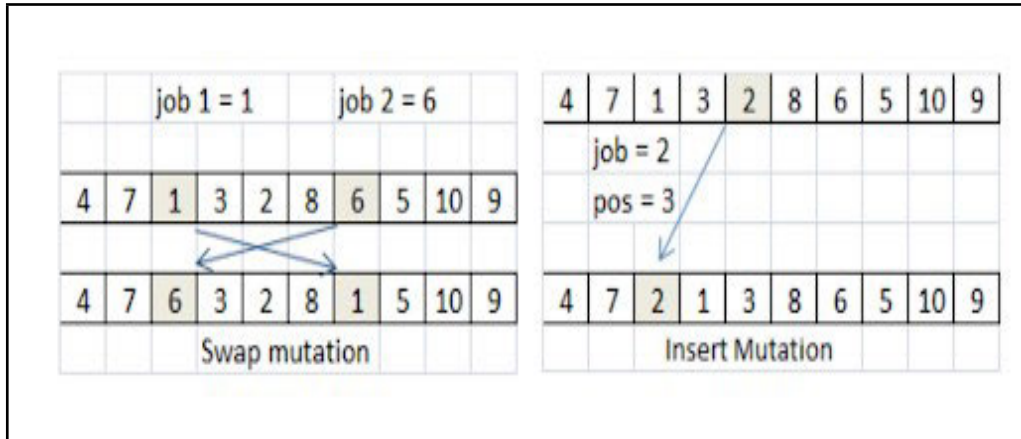 job 1 = 1 job 2 = 6
4 7 1 3 2 8 6 5 10 9
4 7 6 3 2 8 1 5 10 9
Swap mutation
4 7 1 3 2 8 6 5 10 9
job = 2
pos = 3
4 7 2 1 3 8 6 5 10 9
Insert Mutation